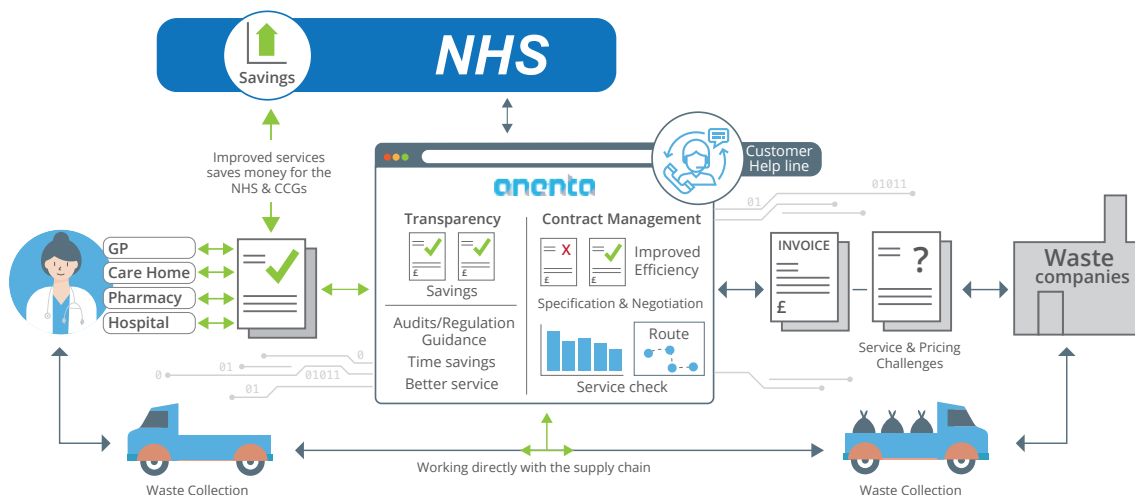 NHS
Savings
Improved services
saves money for the
NHS & CCGs
Customer
Help line
anenta
01011
01
Transparency
£
£
Savings
Audits/Regulation
Guidance
Time savings
Better service
Contract Management
X
£
Improved
Efficiency
Specification & Negotiation
Route
Service check
GP
Care Home
Pharmacy
Hospital
INVOICE
£
?
Service & Pricing
Challenges
Waste
companies
0
01
0
01011
01
Working directly with the supply chain
Waste Collection
Waste Collection